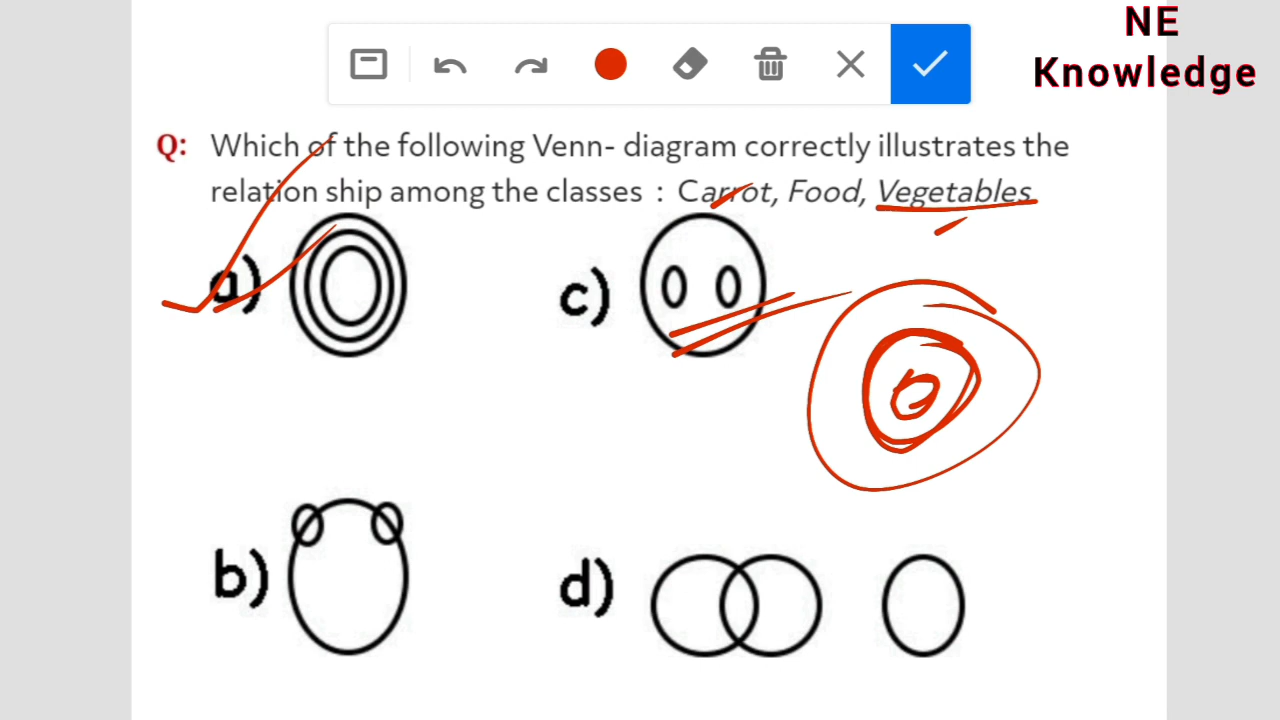 NE
Knowledge
Q: Which of the following Venn- diagram correctly illustrates the
relation ship among the classes : Carrot, Food, Vegetables
a)
c)
b)
d)